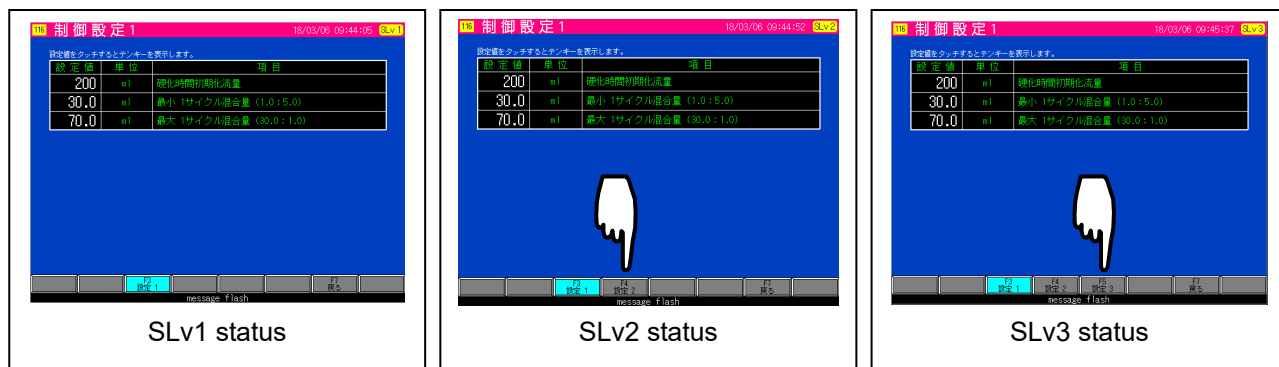 116 制御設定1 18/03/06 09:44:05 SLv1
設定値をタッチするとテンキーを表示します。
設定値 単位 項目
200 ml 硬化時間初期化流量
30.0 ml 最小 1サイクル混合量 (1.0:5.0)
70.0 ml 最大 1サイクル混合量 (30.0:1.0)
F3 F7
設定 1 戻る
message flash
SLv1 status
116 制御設定1 18/03/06 09:44:52 SLv2
設定値をタッチするとテンキーを表示します。
設定値 単位 項目
200 ml 硬化時間初期化流量
30.0 ml 最小 1サイクル混合量 (1.0:5.0)
70.0 ml 最大 1サイクル混合量 (30.0:1.0)
F3 F4 F7
設定 1 設定 2 戻る
message flash
SLv2 status
116 制御設定1 18/03/06 09:45:37 SLv3
設定値をタッチするとテンキーを表示します。
設定値 単位 項目
200 ml 硬化時間初期化流量
30.0 ml 最小 1サイクル混合量 (1.0:5.0)
70.0 ml 最大 1サイクル混合量 (30.0:1.0)
F3 F4 F5 F7
設定 1 設定 2 設定 3 戻る
message flash
SLv3 status